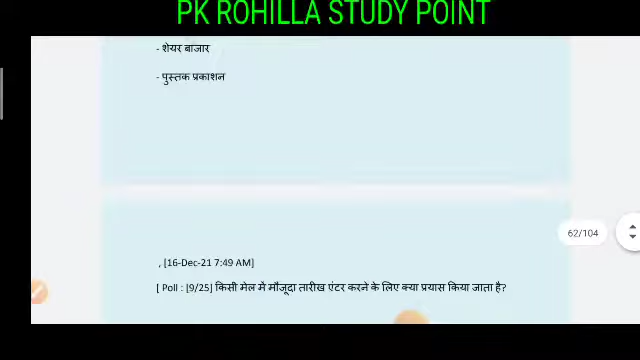 PK ROHILLA STUDY POINT
- शेयर बाजार
- पुस्तक प्रकाशन
62/104
, [16-Dec-21 7:49 AM]
[ Poll : [9/25] किसी मेल मे मौजूदा तारीख एंटर करने के लिए क्या प्रयास किया जाता है?